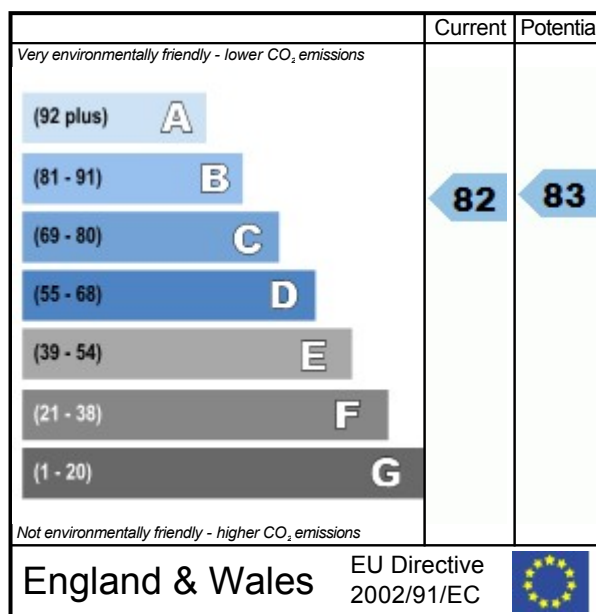 Current Potentia
Very environmentally friendly - lower CO₂ emissions
(92 plus) A
(81 - 91) B
82 83
(69 - 80) C
(55 - 68) D
(39 - 54) E
(21 - 38) F
(1 - 20) G
Not environmentally friendly - higher CO₂ emissions
England & Wales
EU Directive
2002/91/EC